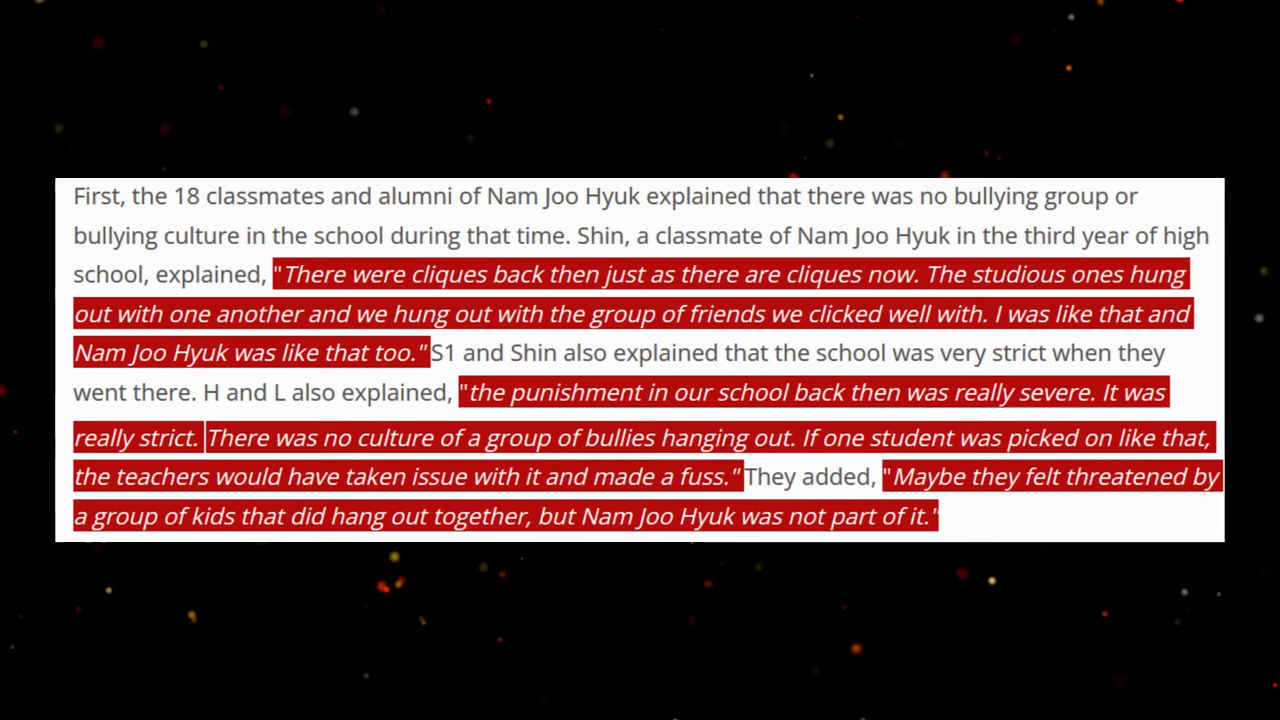 First, the 18 classmates and alumni of Nam Joo Hyuk explained that there was no bullying group or
bullying culture in the school during that time. Shin, a classmate of Nam Joo Hyuk in the third year of high
school, explained, "There were cliques back then just as there are cliques now. The studious ones hung
out with one another and we hung out with the group of friends we clicked well with. I was like that and
Nam Joo Hyuk was like that too." S1 and Shin also explained that the school was very strict when they
went there. H and L also explained, "the punishment in our school back then was really severe. It was
really strict. There was no culture of a group of bullies hanging out. If one student was picked on like that,
the teachers would have taken issue with it and made a fuss." They added, "Maybe they felt threatened by
a group of kids that did hang out together, but Nam Joo Hyuk was not part of it."